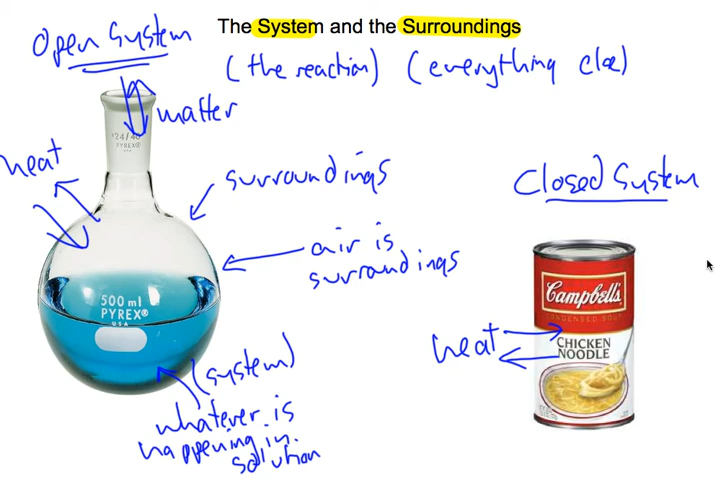 The System and the Surroundings
Open System
(the reaction) (everything else)
matter
heat
24/40
PYREX®
surroundings
air is
surroundings
500 ml
PYREX®
USA
(system)
whatever is
happening in
solution
Closed System
heat
Campbell's
CONDENSED SOUP
CHICKEN
NOODLE